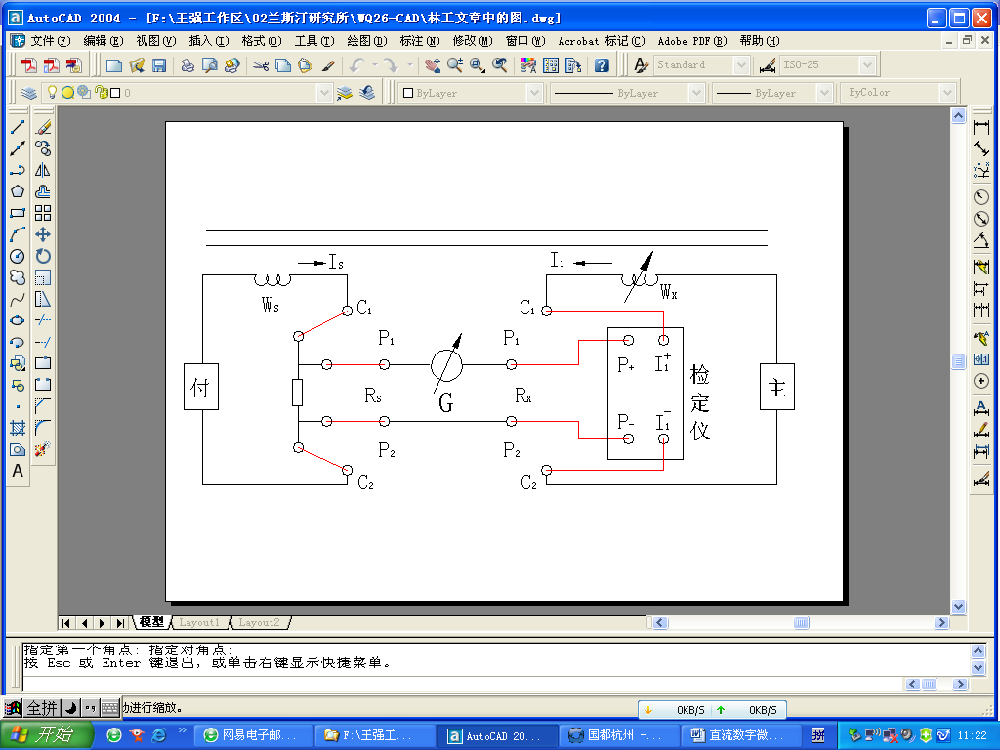 AutoCAD 2004 - [F:\王强工作区\02兰斯汀研究所\WQ26-CAD\林工文章中的图.dwg]
文件(F) 编辑(E) 视图(V) 插入(I) 格式(O) 工具(T) 绘图(D) 标注(N) 修改(M) 窗口(W) Acrobat 标记(C) Adobe PDF(B) 帮助(H)
Standard ISO-25
0 ByLayer ByLayer ByLayer ByColor
Is I1
Ws Wx
C1 C1
P1 P1
P+ I1+
付 Rs G Rx 检定仪 主
P- I1-
P2 P2
C2 C2
A
模型 Layout1 Layout2
指定第一个角点: 指定对角点:
按 Esc 或 Enter 键退出, 或单击右键显示快捷菜单。
全拼 动进行缩放。
0KB/S 0KB/S
开始 网易电子邮... F:\王强工... AutoCAD 20... 国都杭州 -... 直流数字微... 拼 11:22